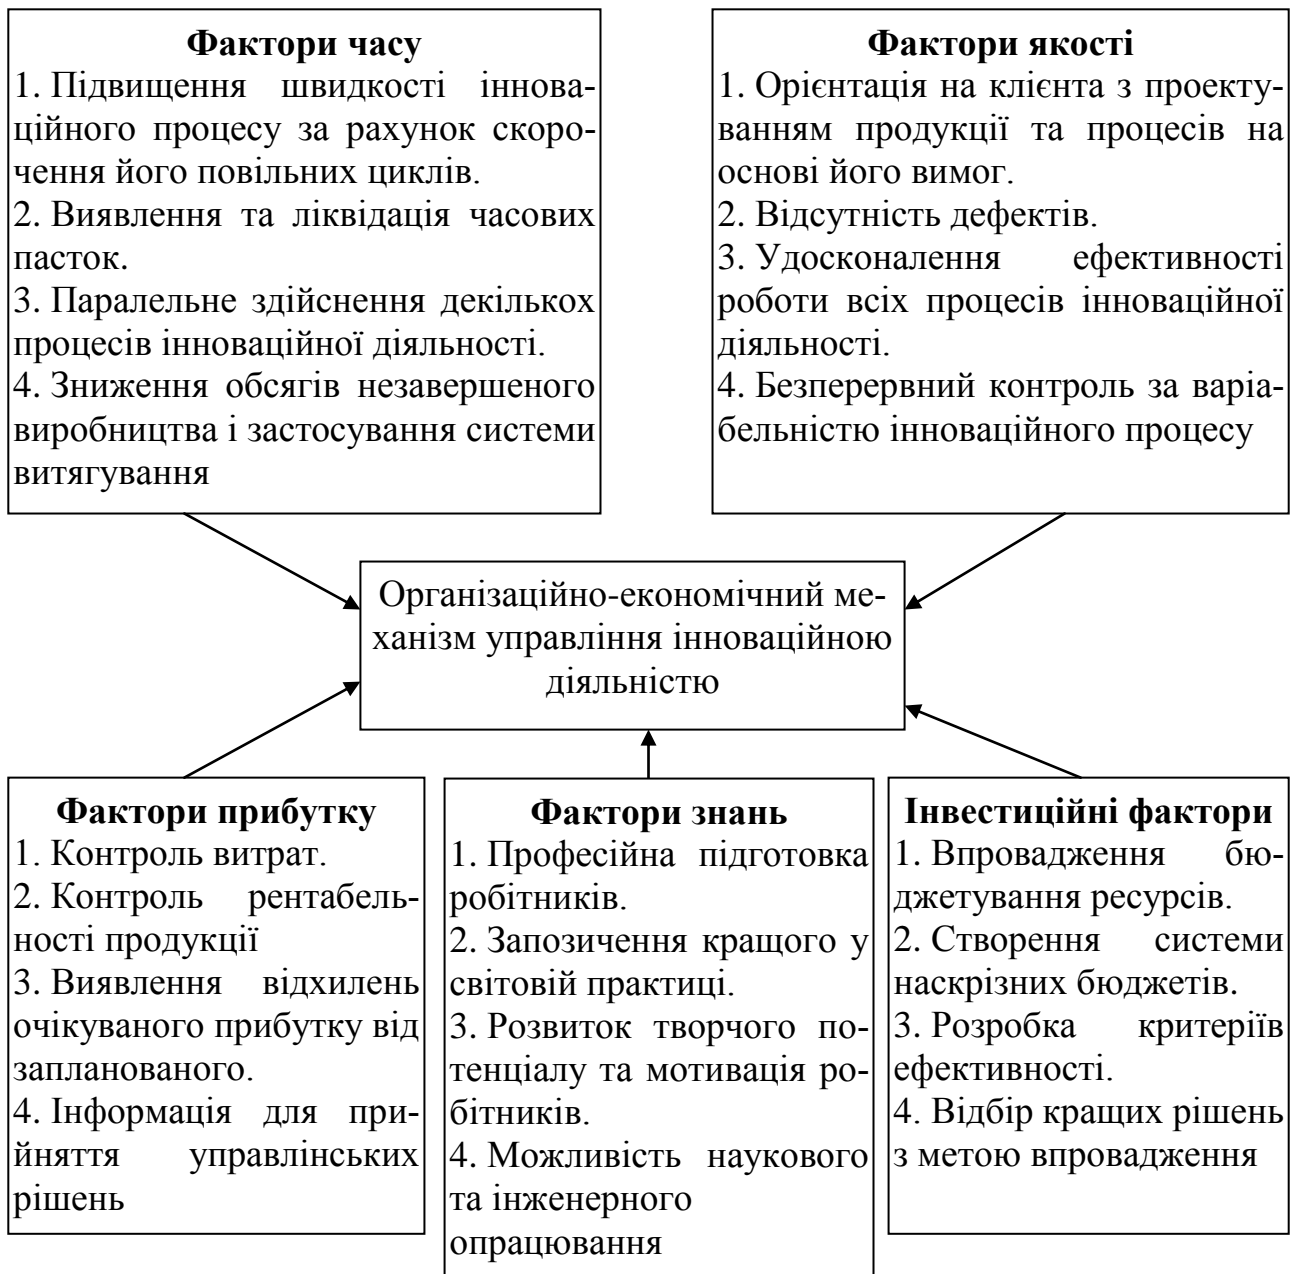 Фактори часу
1. Підвищення швидкості іннова-
ційного процесу за рахунок скоро-
чення його повільних циклів.
2. Виявлення та ліквідація часових
пасток.
3. Паралельне здійснення декількох
процесів інноваційної діяльності.
4. Зниження обсягів незавершеного
виробництва і застосування системи
витягування
Фактори якості
1. Орієнтація на клієнта з проекту-
ванням продукції та процесів на
основі його вимог.
2. Відсутність дефектів.
3. Удосконалення ефективності
роботи всіх процесів інноваційної
діяльності.
4. Безперервний контроль за варіа-
бельністю інноваційного процесу
Організаційно-економічний ме-
ханізм управління інноваційною
діяльністю
Фактори прибутку
1. Контроль витрат.
2. Контроль рентабель-
ності продукції
3. Виявлення відхилень
очікуваного прибутку від
запланованого.
4. Інформація для при-
йняття управлінських
рішень
Фактори знань
1. Професійна підготовка
робітників.
2. Запозичення кращого у
світовій практиці.
3. Розвиток творчого по-
тенціалу та мотивація ро-
бітників.
4. Можливість наукового
та інженерного
опрацювання
Інвестиційні фактори
1. Впровадження бю-
джетування ресурсів.
2. Створення системи
наскрізних бюджетів.
3. Розробка критеріїв
ефективності.
4. Відбір кращих рішень
з метою впровадження